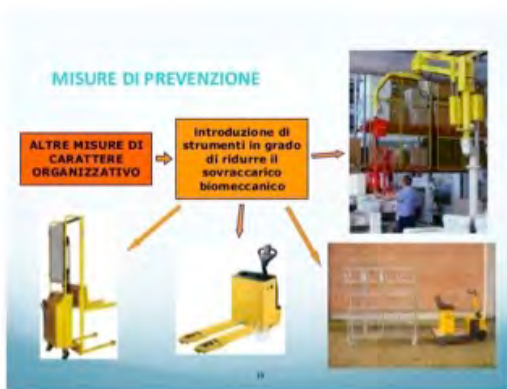 MISURE DI PREVENZIONE
ALTRE MISURE DI
CARATTERE
ORGANIZZATIVO
introduzione di
strumenti in grado
di ridurre il
sovraccarico
biomeccanico